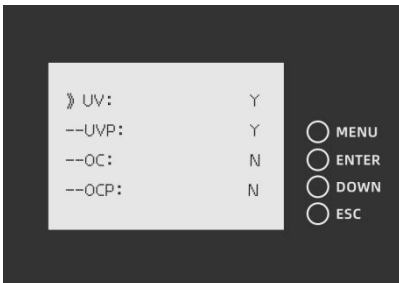 》UV: Y
--UVP: Y
--OC: N
--OCP: N
MENU
ENTER
DOWN
ESC